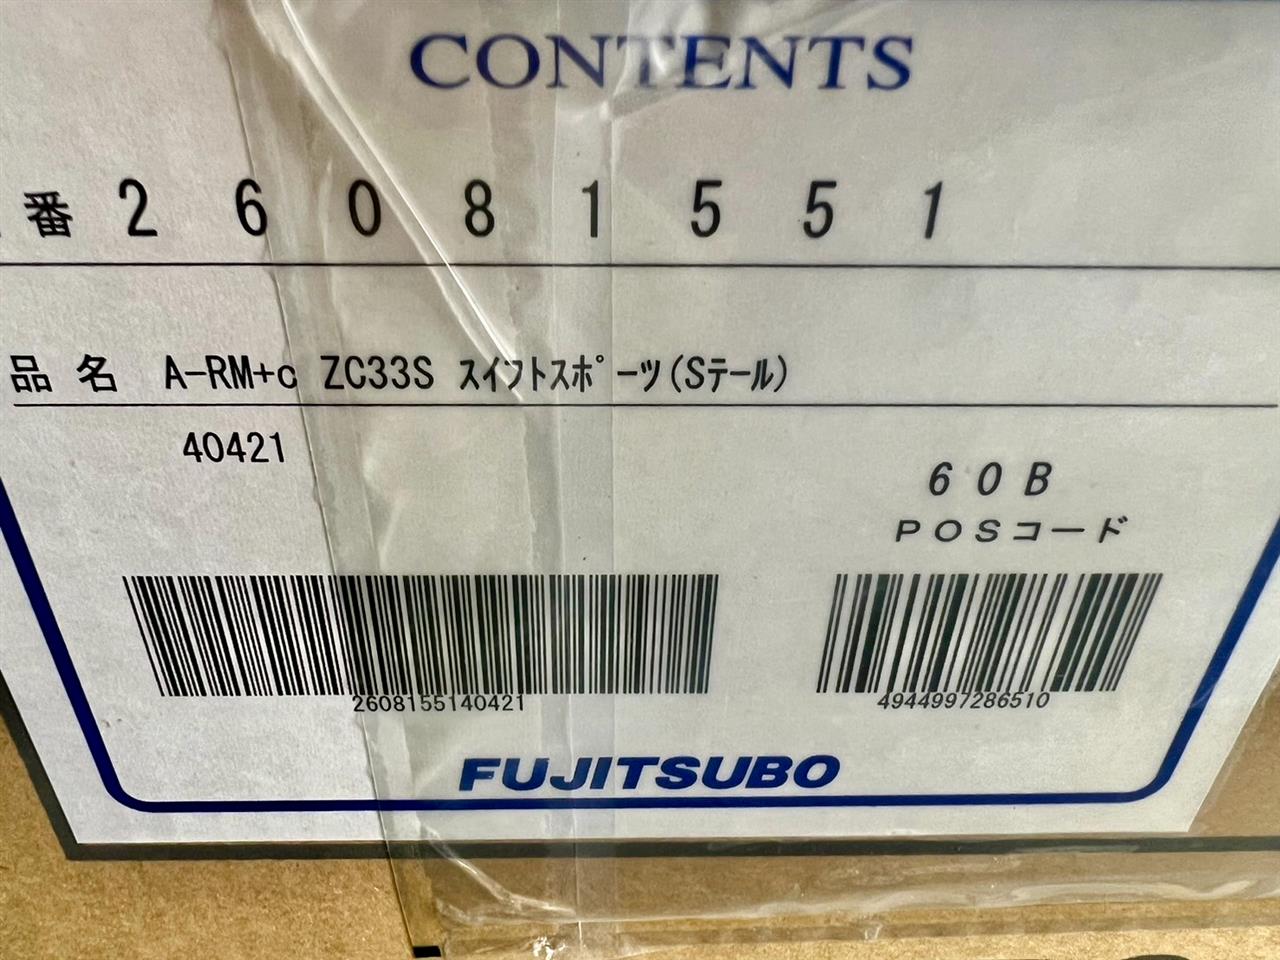 CONTENTS
番 2 6 0 8 1 5 5 1
品 名 A-RM+c ZC33S ｽｲﾌﾄｽﾎﾟｰﾂ(Sﾃｰﾙ)
40421
6 0 B
ＰＯＳコード
2608155140421
4944997286510
FUJITSUBO